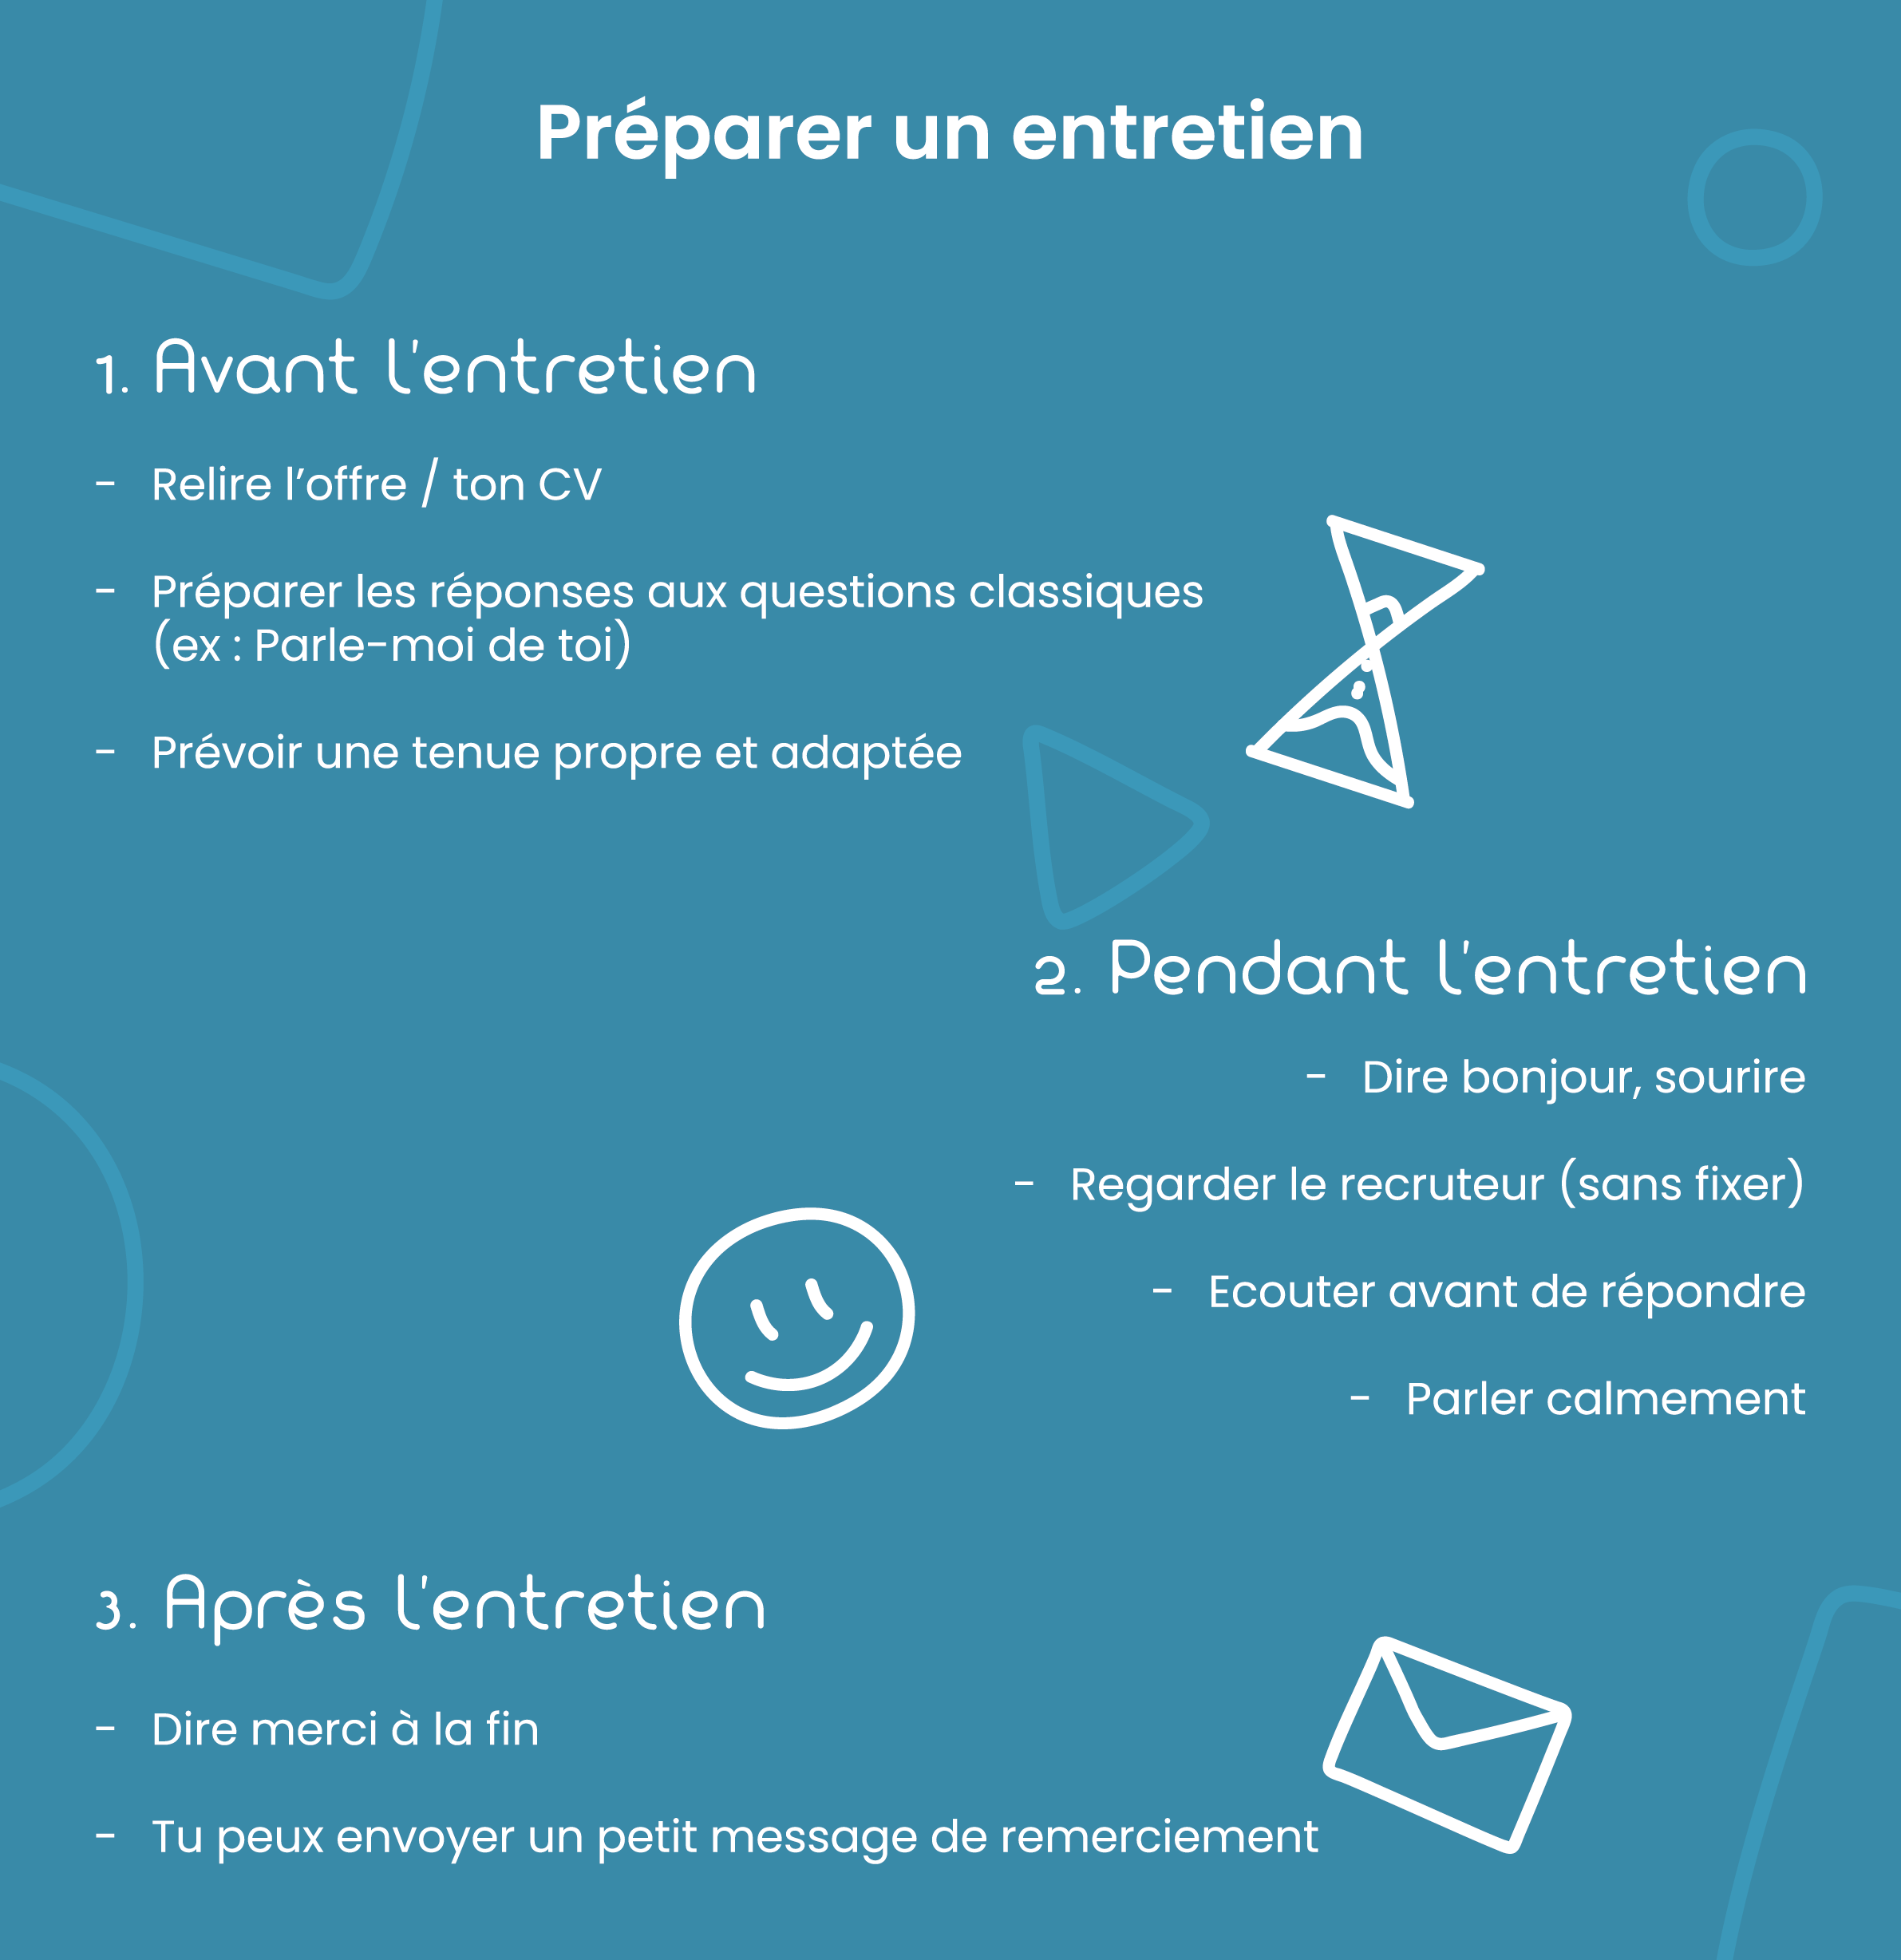 Préparer un entretien
1. Avant l'entretien
- Relire l’offre / ton CV
- Préparer les réponses aux questions classiques
(ex : Parle-moi de toi)
- Prévoir une tenue propre et adaptée
2. Pendant l'entretien
- Dire bonjour, sourire
- Regarder le recruteur (sans fixer)
- Ecouter avant de répondre
- Parler calmement
3. Après l'entretien
- Dire merci à la fin
- Tu peux envoyer un petit message de remerciement